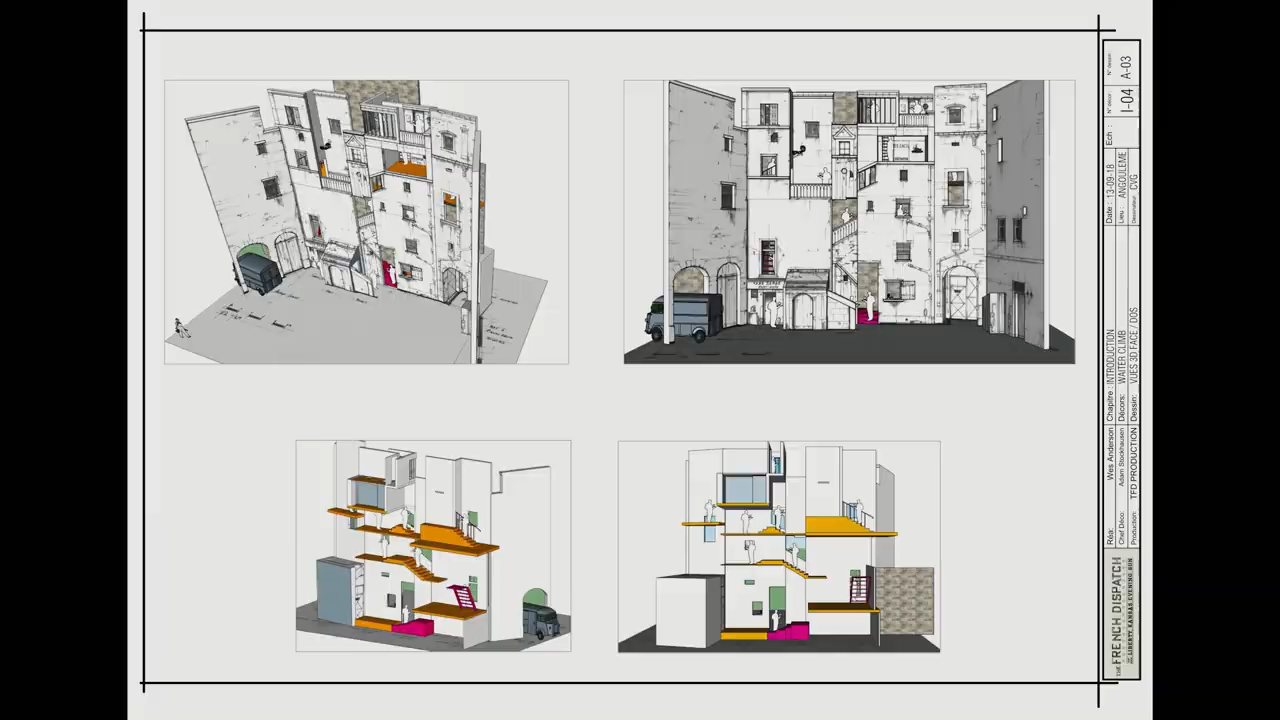 N° dessin:
A-03
N° décor:
I-04
Ech :
Date : 13-09-18
Lieu : ANGOULEME
Dessinateur: CVG
Réa: Wes Anderson Chapitre : INTRODUCTION
Chef Déco: Adam Stockhausen Décors: WAITER CLIMB
Production: TFD PRODUCTION Dessin: VUES 3D FACE / DOS
THE FRENCH DISPATCH
LIBERTY, KANSAS EVENING SUN